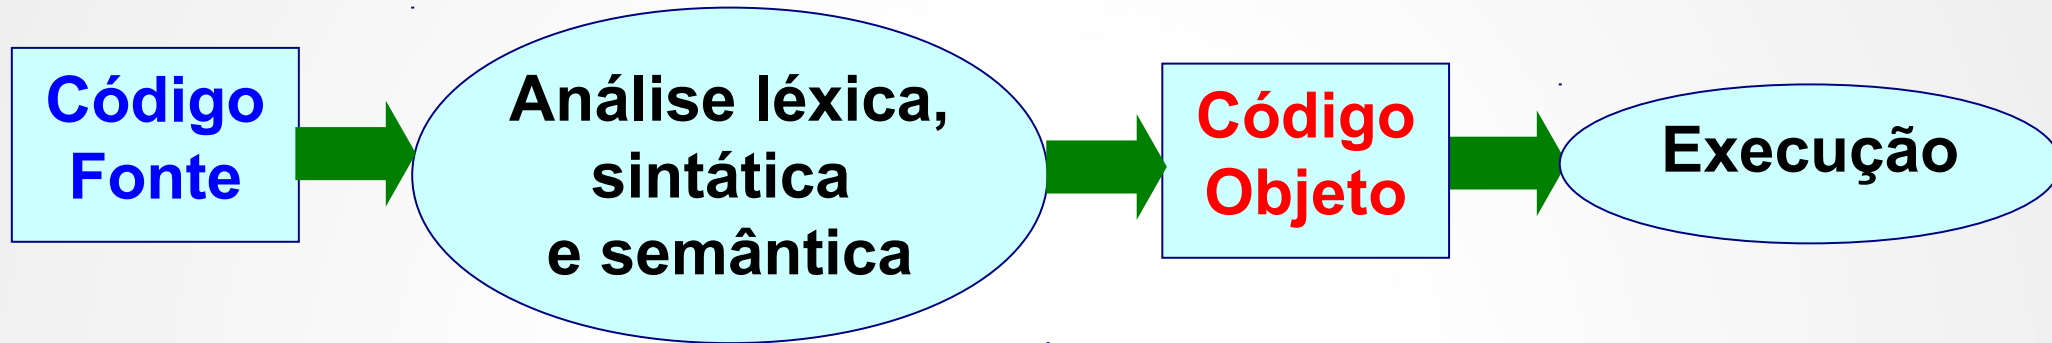 Código
Fonte
Análise léxica,
sintática
e semântica
Código
Objeto
Execução